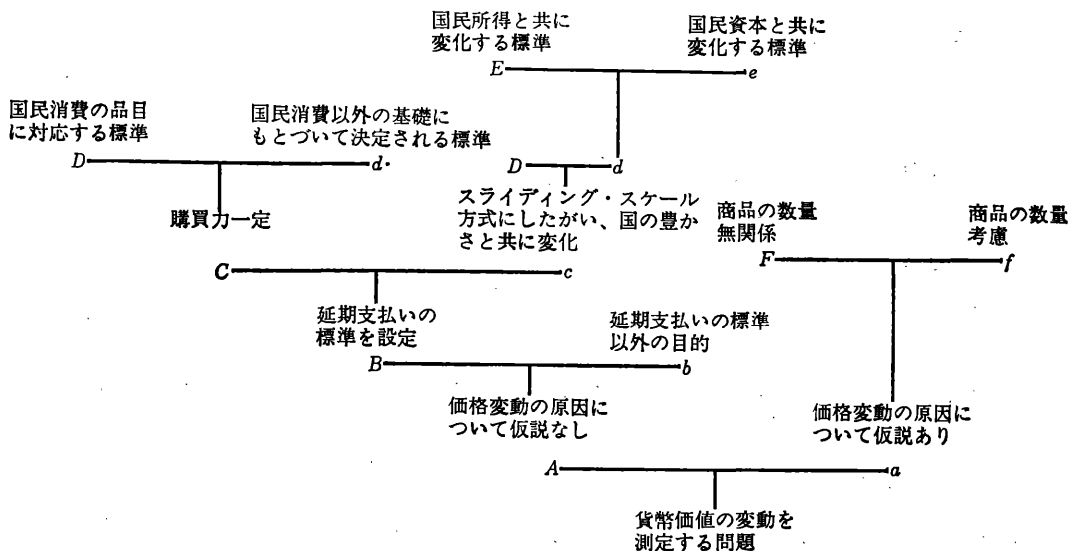 国民所得と共に
変化する標準
国民資本と共に
変化する標準
E
e
国民消費の品目
に対応する標準
国民消費以外の基礎に
もとづいて決定される標準
D
d
D
d
購買力一定
スライディング・スケール
方式にしたがい、国の豊か
さと共に変化
商品の数量
無関係
商品の数量
考慮
F
f
C
c
延期支払いの
標準を設定
延期支払いの標準
以外の目的
B
b
価格変動の原因に
ついて仮説なし
価格変動の原因に
ついて仮説あり
A
a
貨幣価値の変動を
測定する問題